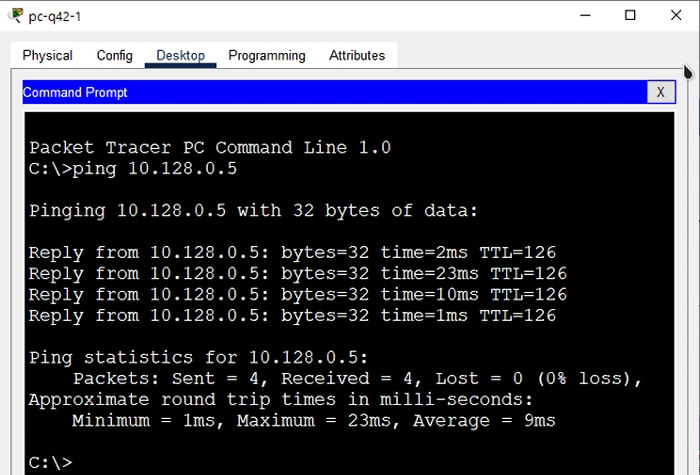 pc-q42-1
Physical Config Desktop Programming Attributes
Command Prompt X
Packet Tracer PC Command Line 1.0
C:\>ping 10.128.0.5
Pinging 10.128.0.5 with 32 bytes of data:
Reply from 10.128.0.5: bytes=32 time=2ms TTL=126
Reply from 10.128.0.5: bytes=32 time=23ms TTL=126
Reply from 10.128.0.5: bytes=32 time=10ms TTL=126
Reply from 10.128.0.5: bytes=32 time=1ms TTL=126
Ping statistics for 10.128.0.5:
Packets: Sent = 4, Received = 4, Lost = 0 (0% loss),
Approximate round trip times in milli-seconds:
Minimum = 1ms, Maximum = 23ms, Average = 9ms
C:\>